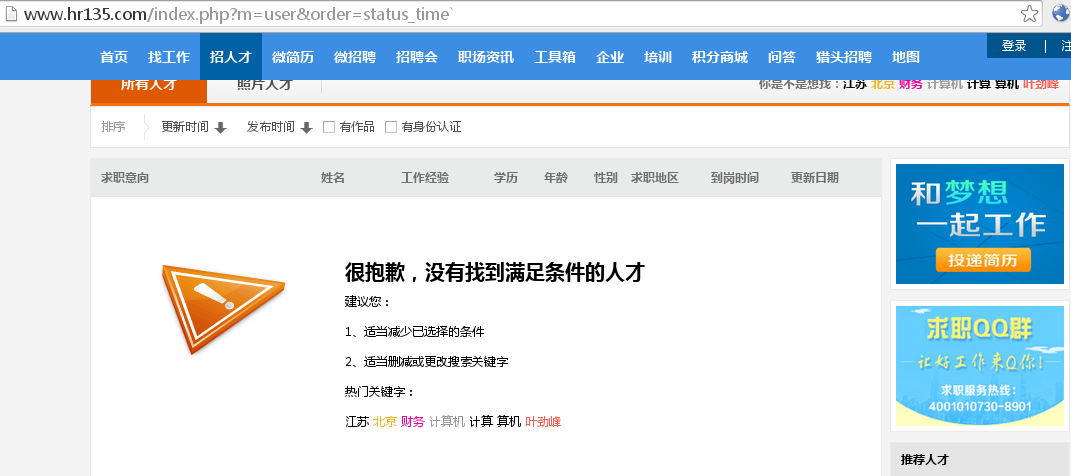 www.hr135.com/index.php?m=user&order=status_time`
登录 | 注
首页 找工作 招人才 微简历 微招聘 招聘会 职场资讯 工具箱 企业 培训 积分商城 问答 猎头招聘 地图
所有人才 照片人才 你是不是想找：江苏 北京 财务 计算机 计算 算机 叶劲峰
排序 更新时间 发布时间 有作品 有身份认证
求职意向 姓名 工作经验 学历 年龄 性别 求职地区 到岗时间 更新日期
很抱歉，没有找到满足条件的人才
建议您：
1、适当减少已选择的条件
2、适当删减或更改搜索关键字
热门关键字：
江苏 北京 财务 计算机 计算 算机 叶劲峰
和梦想
一起工作
投递简历
求职QQ群
让好工作来Q你!
求职服务热线：
4001010730-8901
推荐人才